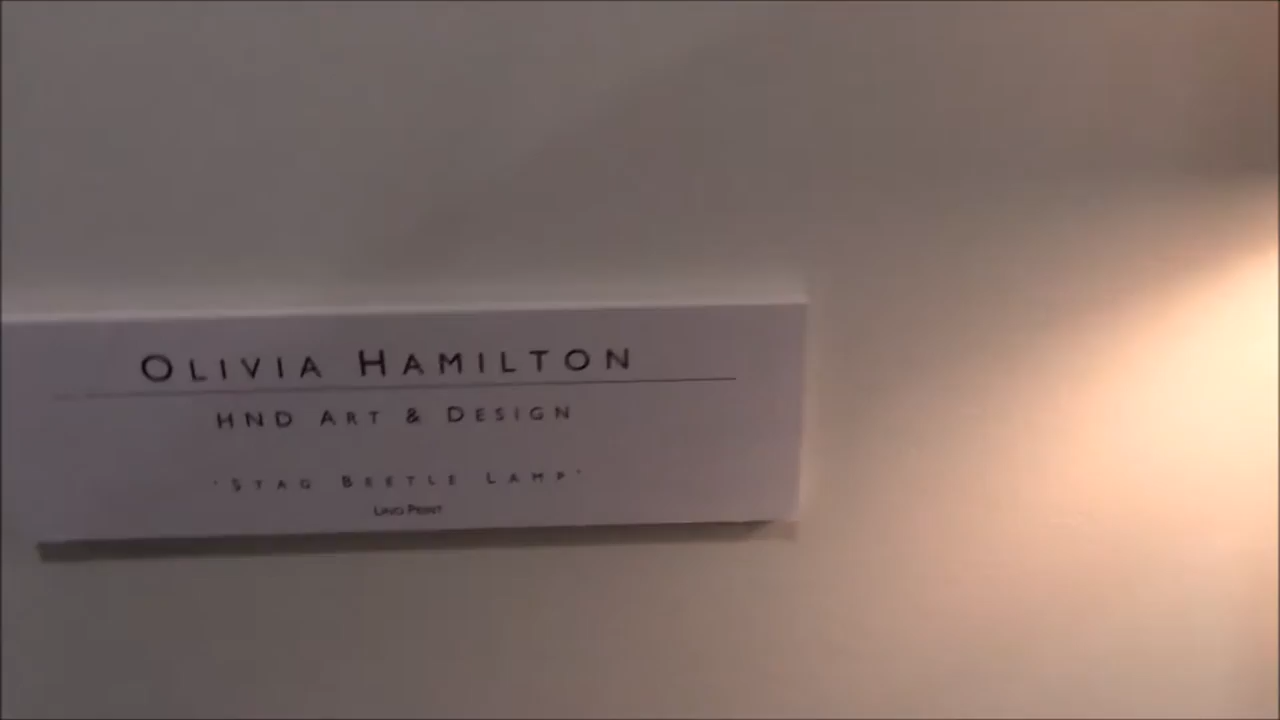 OLIVIA HAMILTON
HND ART & DESIGN
'STAG BEETLE LAMP'
LINO PRINT